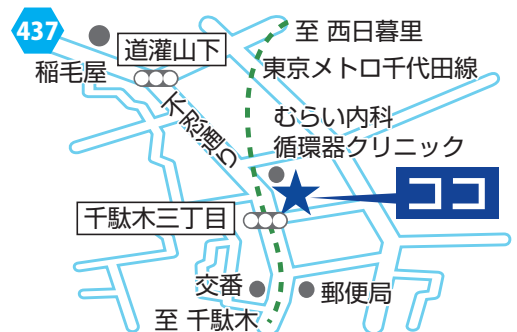 437
道灌山下
至 西日暮里
稲毛屋
東京メトロ千代田線
不忍通り
むらい内科
循環器クリニック
ココ
千駄木三丁目
交番
郵便局
至 千駄木